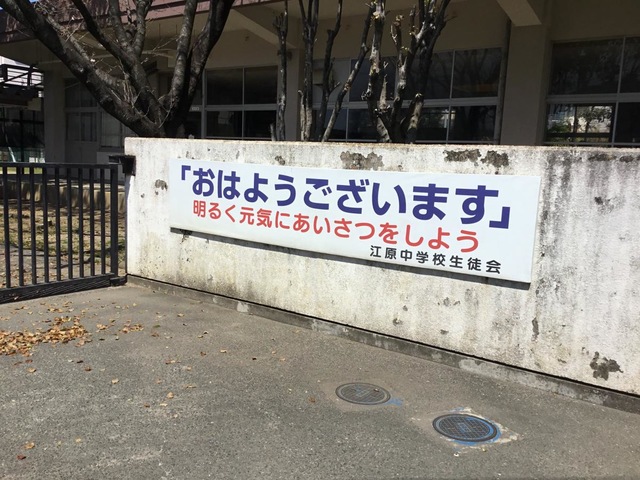 「おはようございます」
明るく元気にあいさつをしよう
江原中学校生徒会